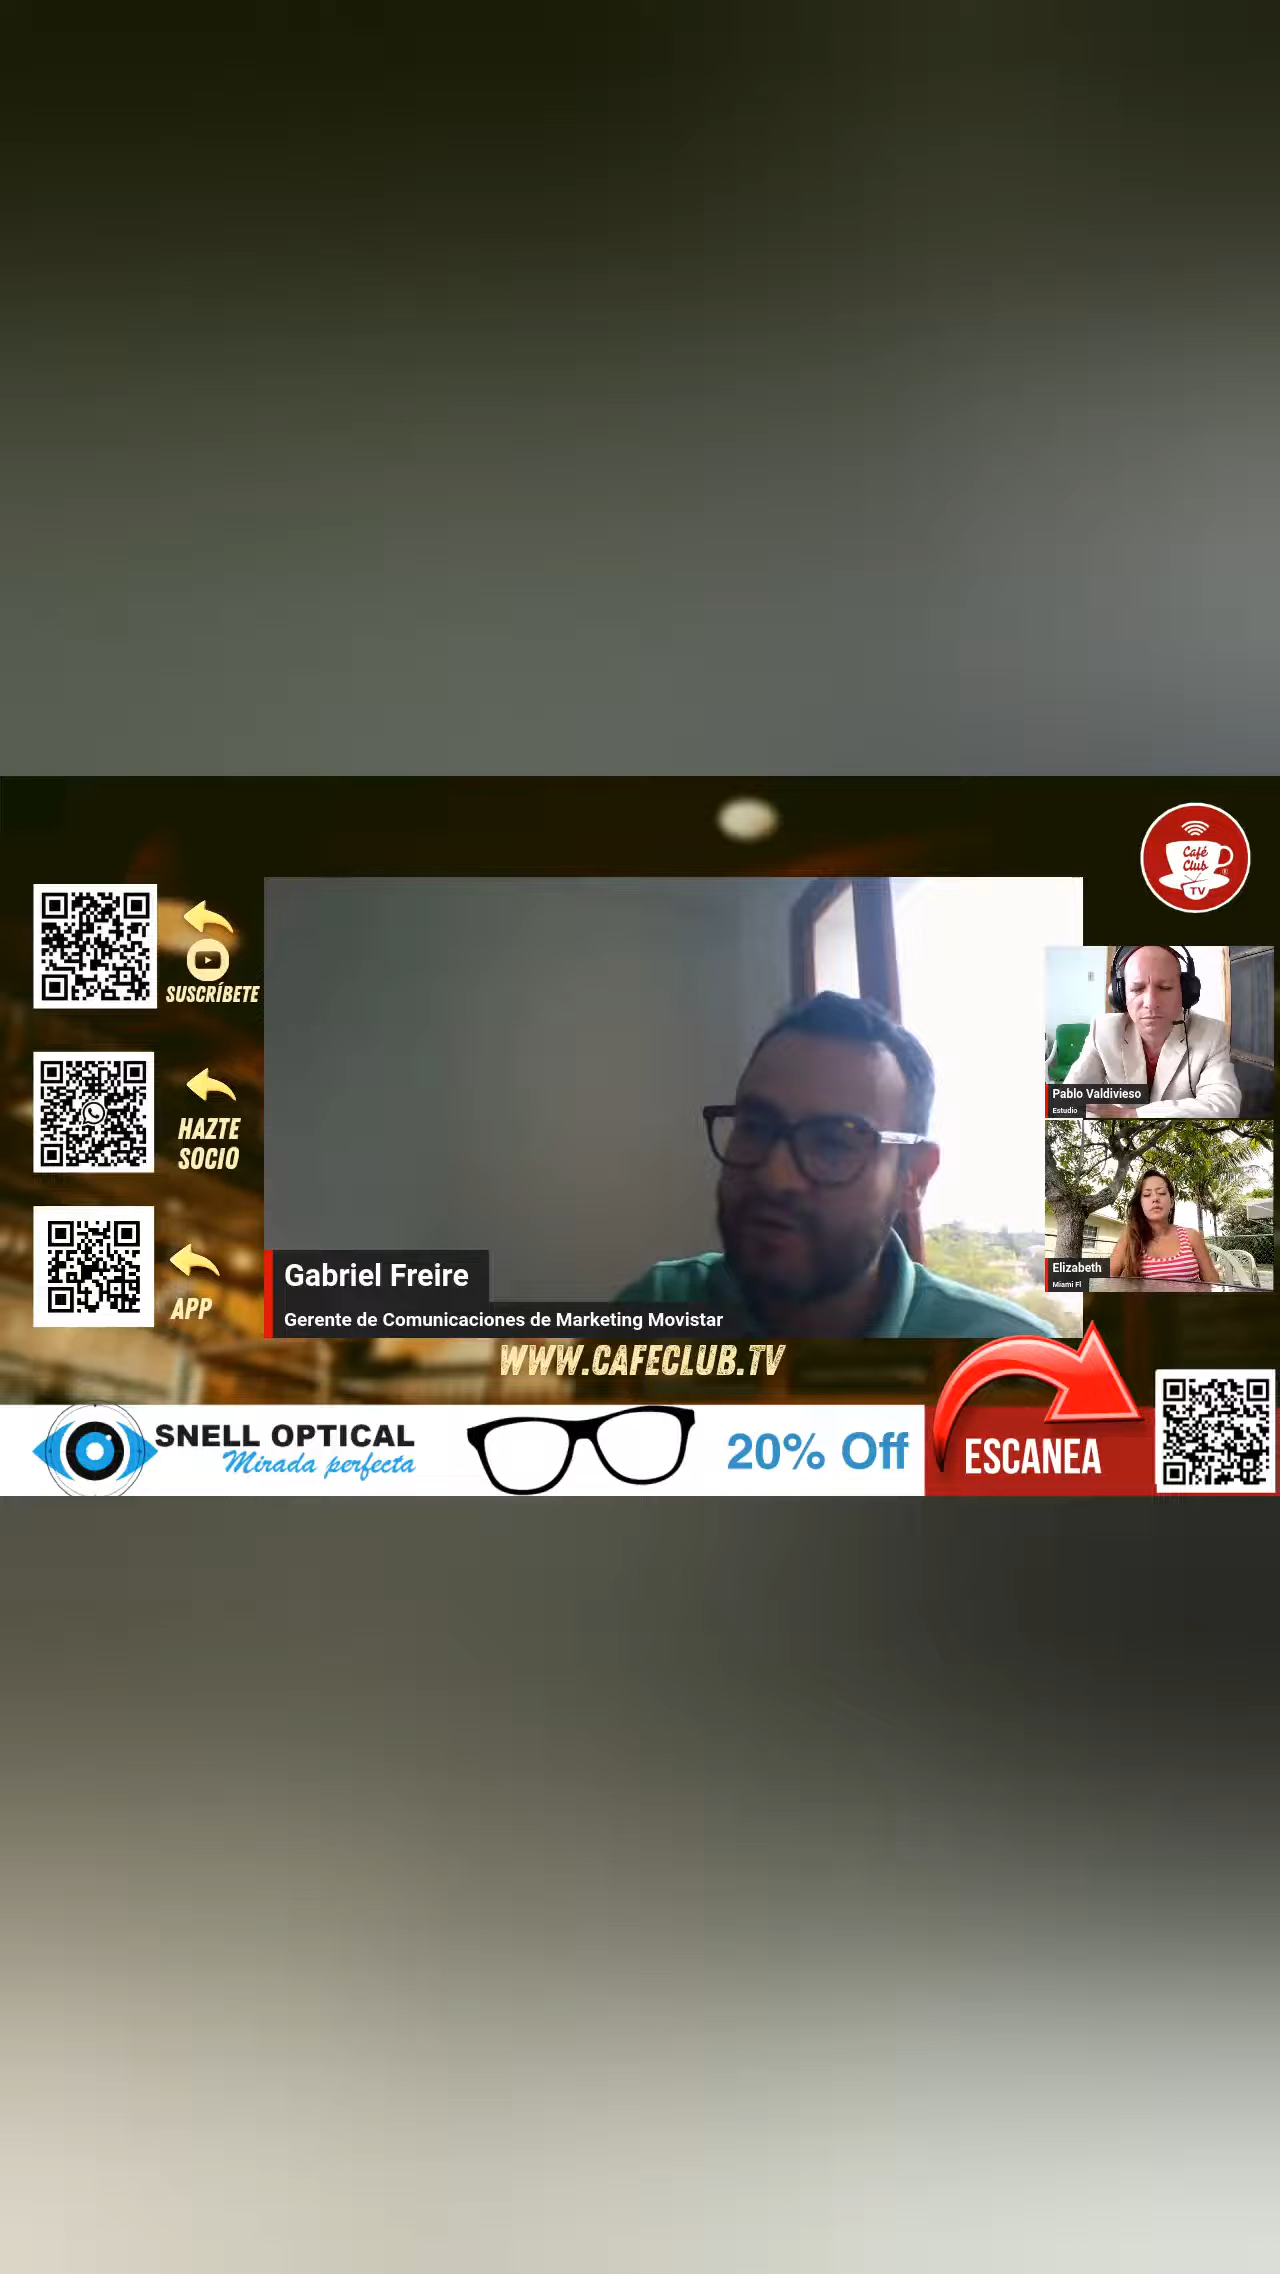 Café
Club
TV
SUSCRÍBETE
HAZTE
SOCIO
APP
Pablo Valdivieso
Estudio
Elizabeth
Miami Fl
Gabriel Freire
Gerente de Comunicaciones de Marketing Movistar
WWW.CAFECLUB.TV
SNELL OPTICAL
Mirada perfecta
20% Off
ESCANEA